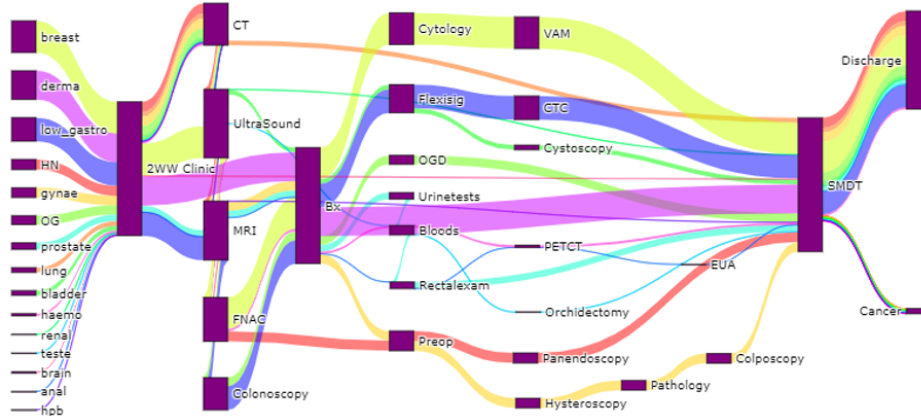 breast
derma
low_gastro
HN
gynae
OG
prostate
lung
bladder
haemo
renal
teste
brain
anal
hpb
2WW Clinic
CT
UltraSound
MRI
FNAC
Colonoscopy
Bx
Cytology
Flexisig
OGD
Urinetests
Bloods
Rectalexam
Preop
VAM
CTC
Cystoscopy
PETCT
Orchidectomy
Panendoscopy
Hysteroscopy
Pathology
EUA
Colposcopy
SMDT
Discharge
Cancer